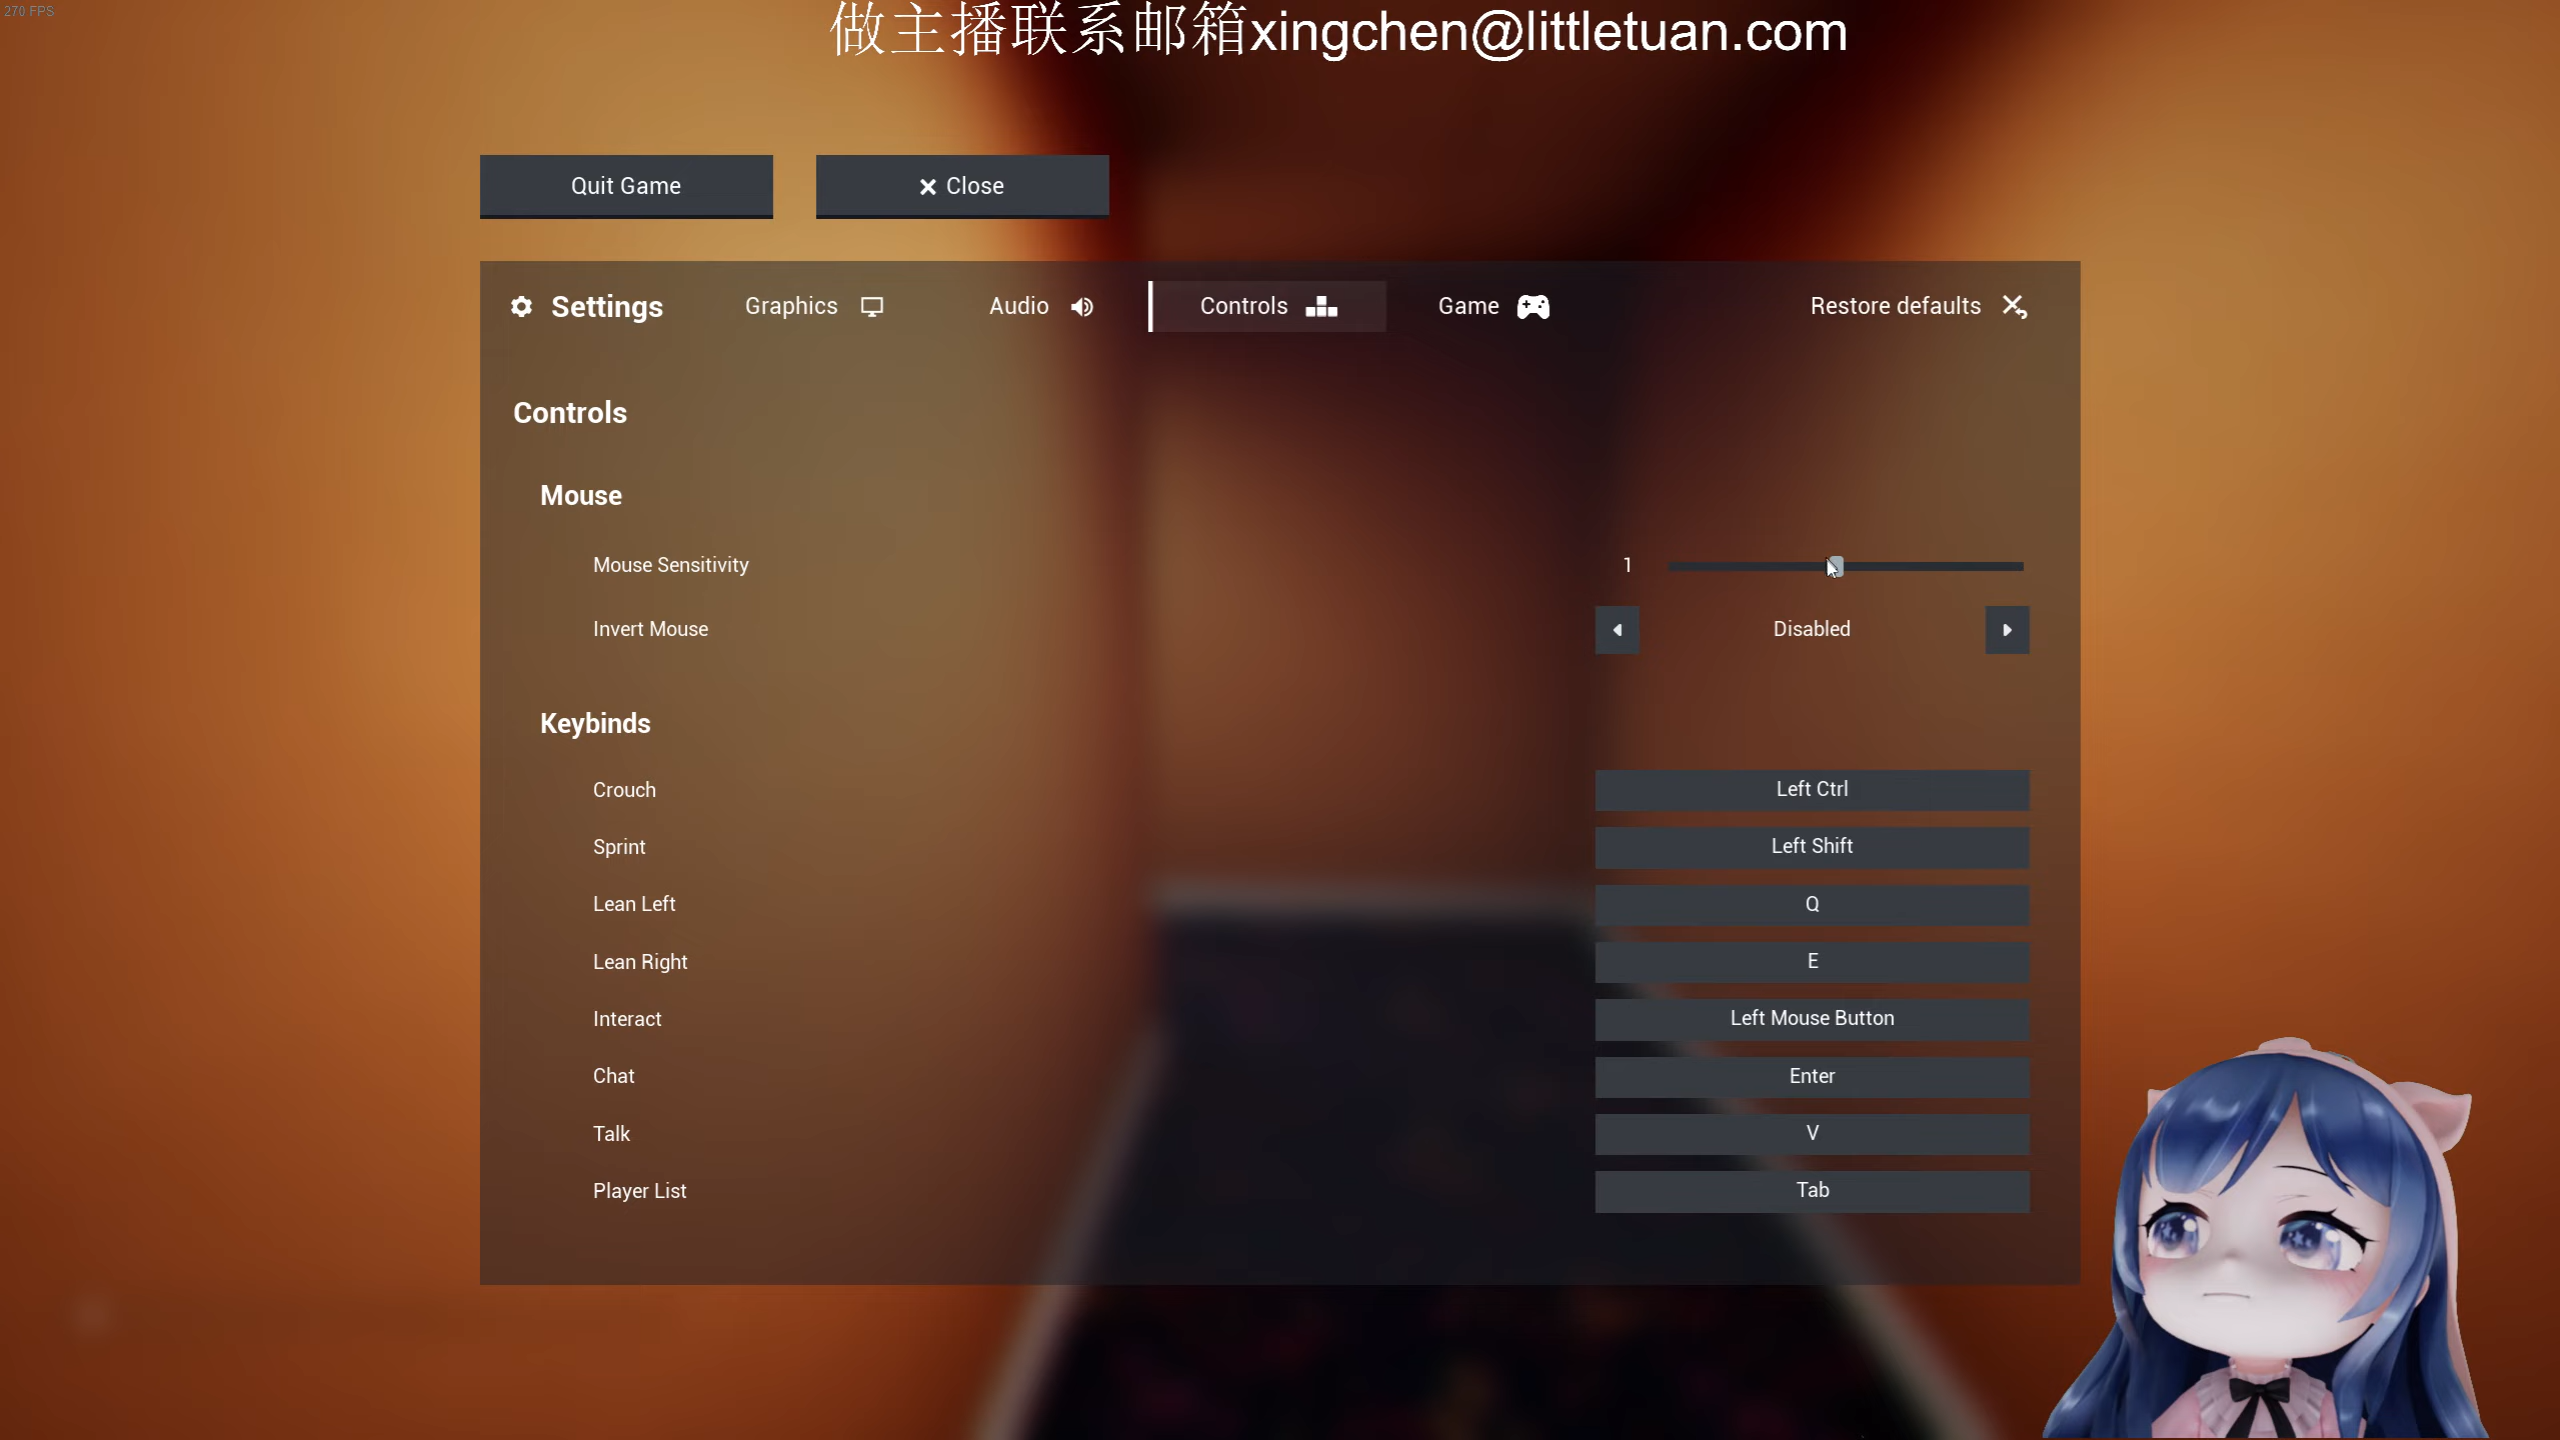 270 FPS
做主播联系邮箱xingchen@littletuan.com
Quit Game
Close
Settings
Graphics
Audio
Controls
Game
Restore defaults
Controls
Mouse
Mouse Sensitivity
1
Invert Mouse
Disabled
Keybinds
Crouch
Left Ctrl
Sprint
Left Shift
Lean Left
Q
Lean Right
E
Interact
Left Mouse Button
Chat
Enter
Talk
V
Player List
Tab